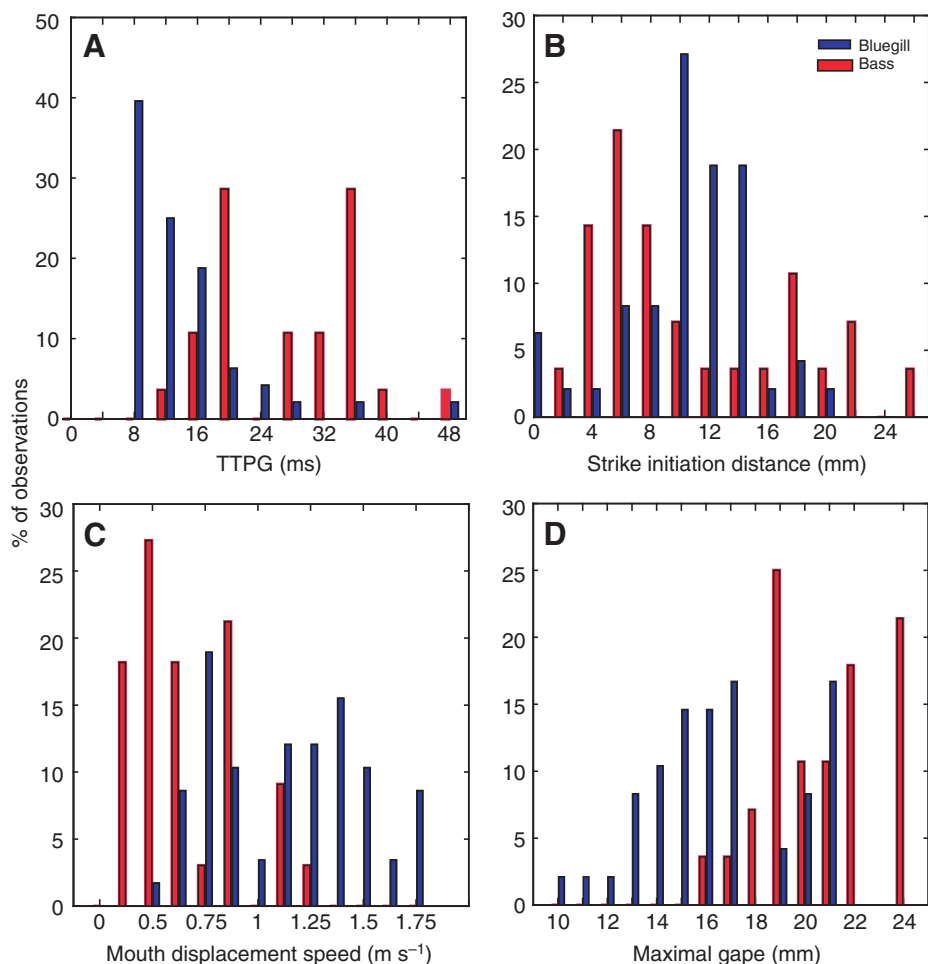 A
50
40
30
20
10
0
0 8 16 24 32 40 48
TTPG (ms)
B
Bluegill
Bass
30
25
20
15
10
5
0
0 4 8 12 16 20 24
Strike initiation distance (mm)
% of observations
C
30
25
20
15
10
5
0
0 0.5 0.75 1 1.25 1.5 1.75
Mouth displacement speed (m s⁻¹)
D
30
25
20
15
10
5
0
10 12 14 16 18 20 22 24
Maximal gape (mm)